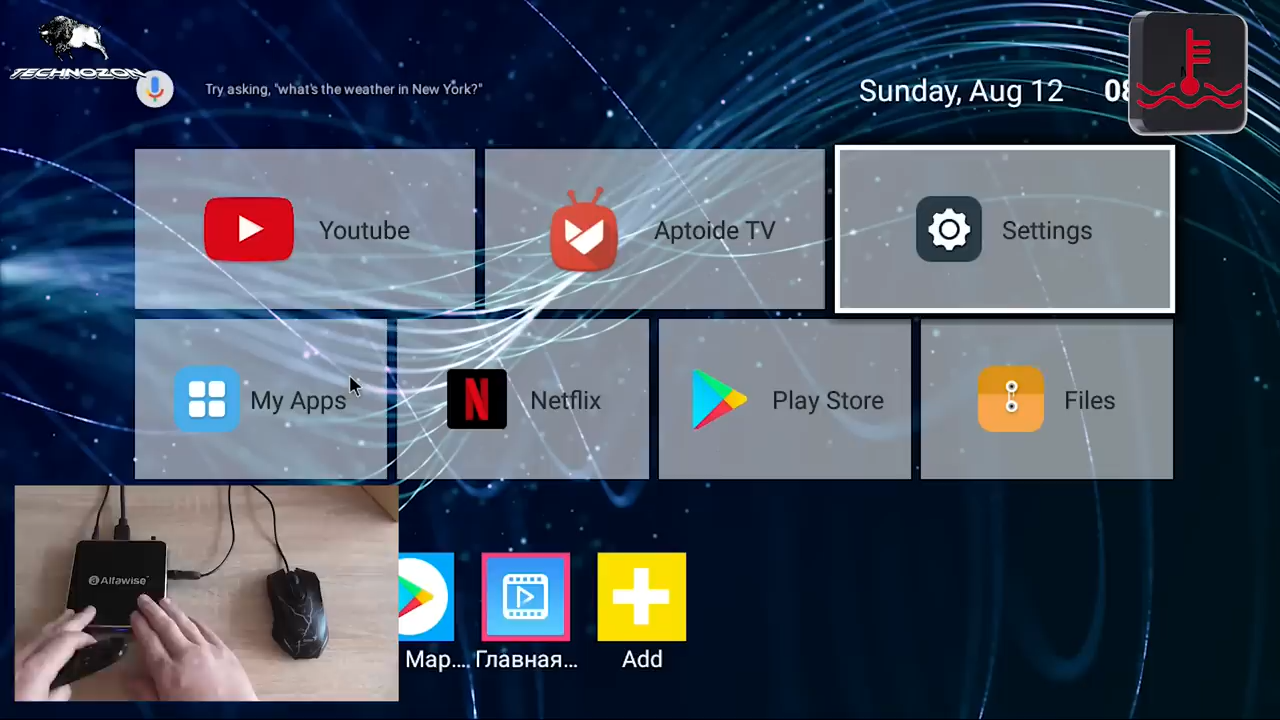 TECHNOZON
Try asking, "what's the weather in New York?"
Sunday, Aug 12
08
Youtube
Aptoide TV
Settings
My Apps
Netflix
Play Store
Files
Alfawise
Мар....
Главная...
Add